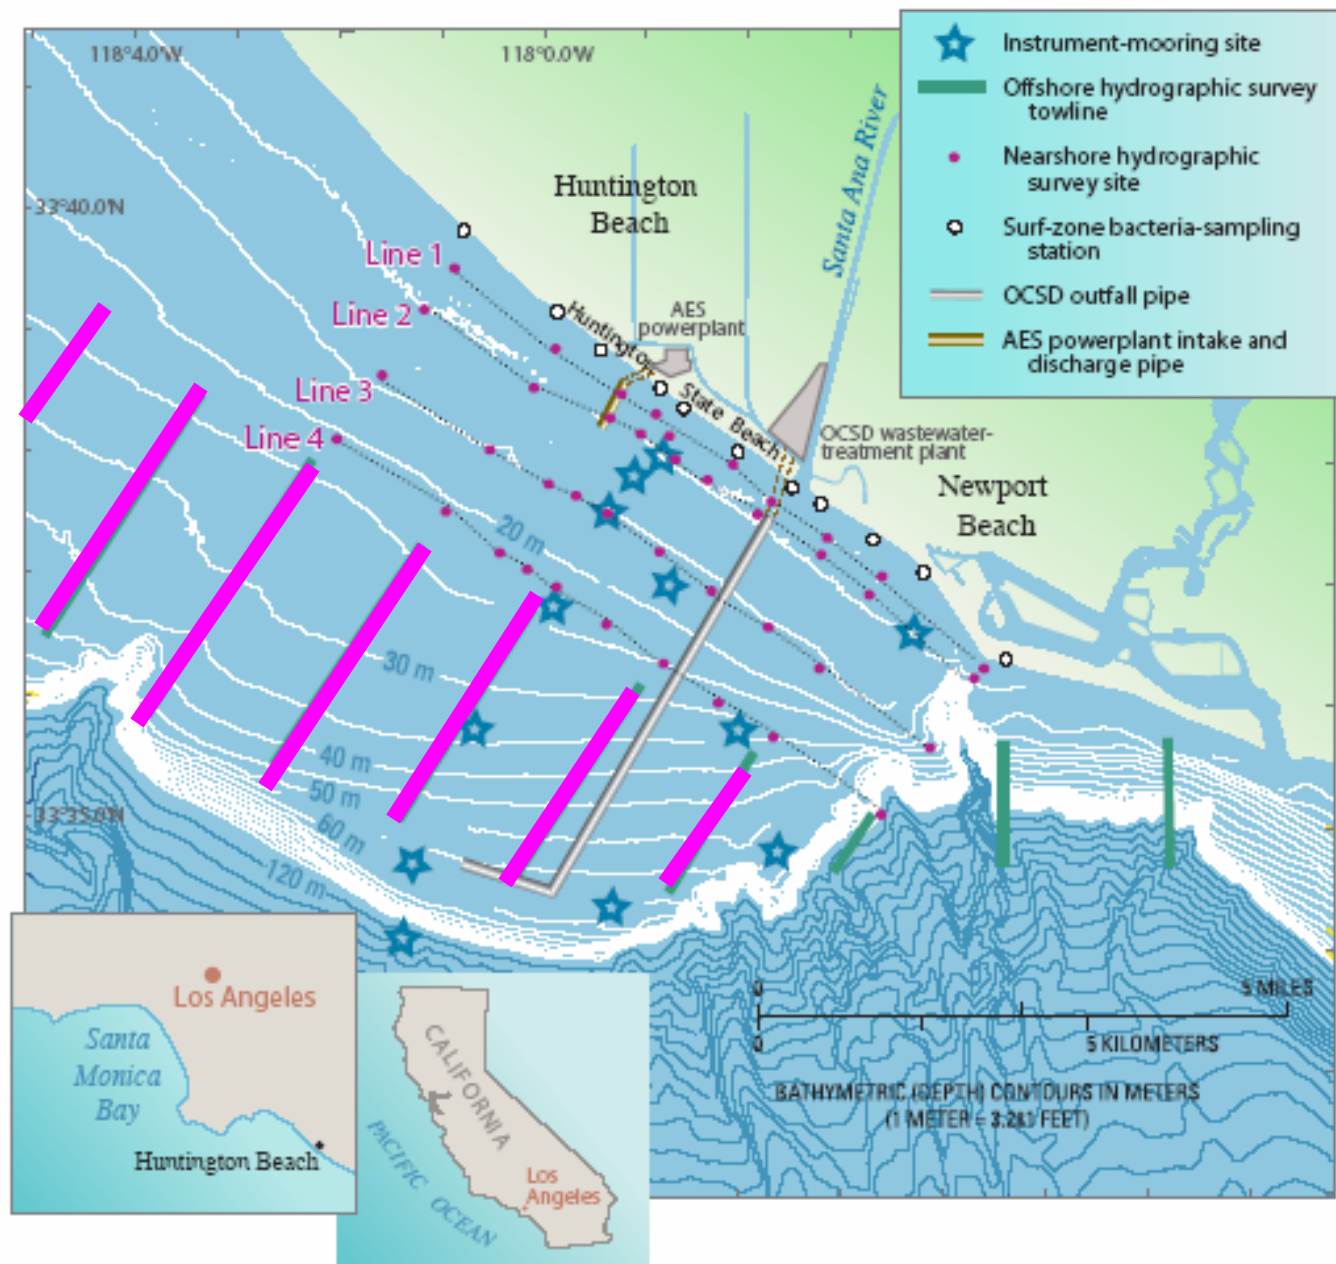 118°4.0'W
118°0.0'W
Instrument-mooring site
Offshore hydrographic survey
towline
Nearshore hydrographic
survey site
Surf-zone bacteria-sampling
station
OCSD outfall pipe
AES powerplant intake and
discharge pipe
Santa Ana River
Huntington
Beach
33°40.0'N
Line 1
Line 2
Line 3
Line 4
AES
powerplant
Huntington State Beach
OCSD wastewater-
treatment plant
Newport
Beach
20 m
30 m
40 m
50 m
60 m
120 m
33°35.0'N
0 5 MILES
0 5 KILOMETERS
BATHYMETRIC (DEPTH) CONTOURS IN METERS
(1 METER = 3.281 FEET)
Los Angeles
Santa
Monica
Bay
Huntington Beach
CALIFORNIA
PACIFIC OCEAN
Los
Angeles